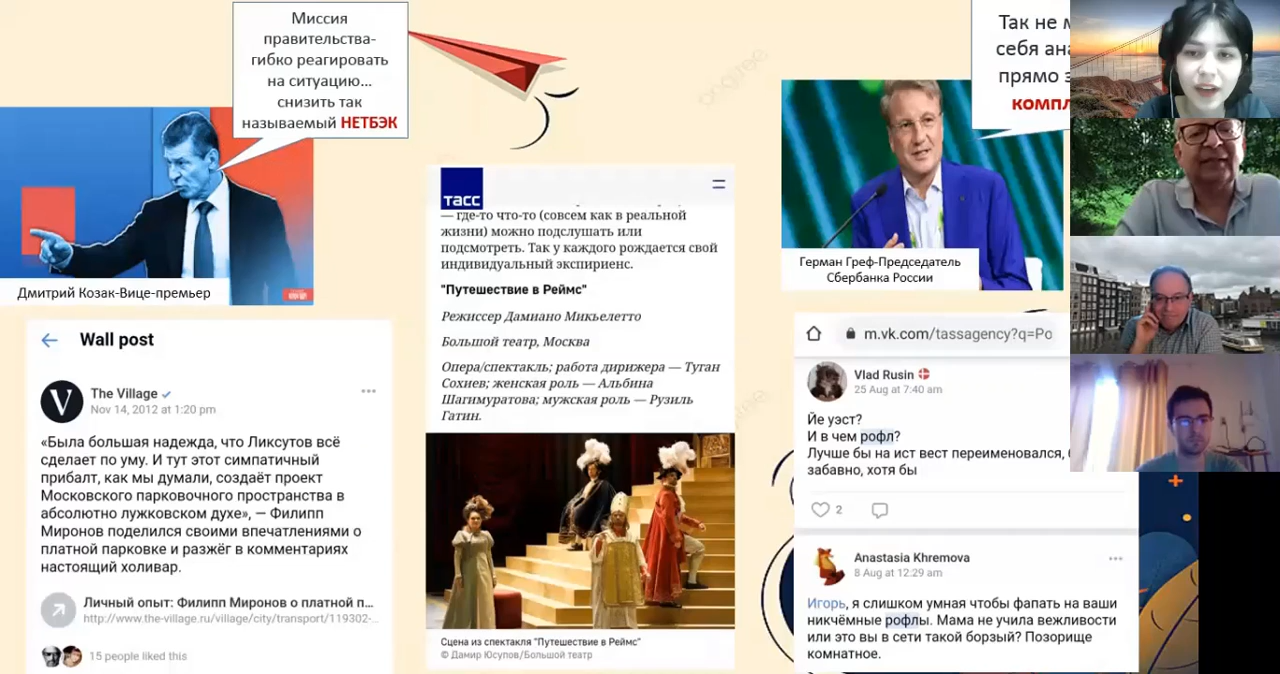 Миссия
правительства-
гибко реагировать
на ситуацию...
снизить так
называемый НЕТБЭК
Дмитрий Козак-Вице-премьер
Wall post
The Village
Nov 14, 2012 at 1:20 pm
«Была большая надежда, что Ликсутов всё
сделает по уму. И тут этот симпатичный
прибалт, как мы думали, создаёт проект
Московского парковочного пространства в
абсолютно лужковском духе», — Филипп
Миронов поделился своими впечатлениями о
платной парковке и разжёг в комментариях
настоящий холивар.
Личный опыт: Филипп Миронов о платной п...
http://www.the-village.ru/village/city/transport/119302-...
15 people liked this
ТАСС
— где-то что-то (совсем как в реальной
жизни) можно подслушать или
подсмотреть. Так у каждого рождается свой
индивидуальный экспириенс.
"Путешествие в Реймс"
Режиссер Дамиано Микьелетто
Большой театр, Москва
Опера/спектакль; работа дирижера — Туган
Сохиев; женская роль — Альбина
Шагимуратова; мужская роль — Рузиль
Гатин.
Сцена из спектакля "Путешествие в Реймс"
© Дамир Юсупов/Большой театр
Так не
себя
прямо
Герман Греф-Председатель
Сбербанка России
m.vk.com/tassagency?q=Ро
Vlad Rusin
25 Aug at 7:40 am
Йе уэст?
И в чем рофл?
Лучше бы на ист вест переименовался,
забавно, хотя бы
2
Anastasia Khremova
8 Aug at 12:29 am
Игорь, я слишком умная чтобы фапать на ваши
никчёмные рофлы. Мама не учила вежливости
или это вы в сети такой борзый? Позорище
комнатное.